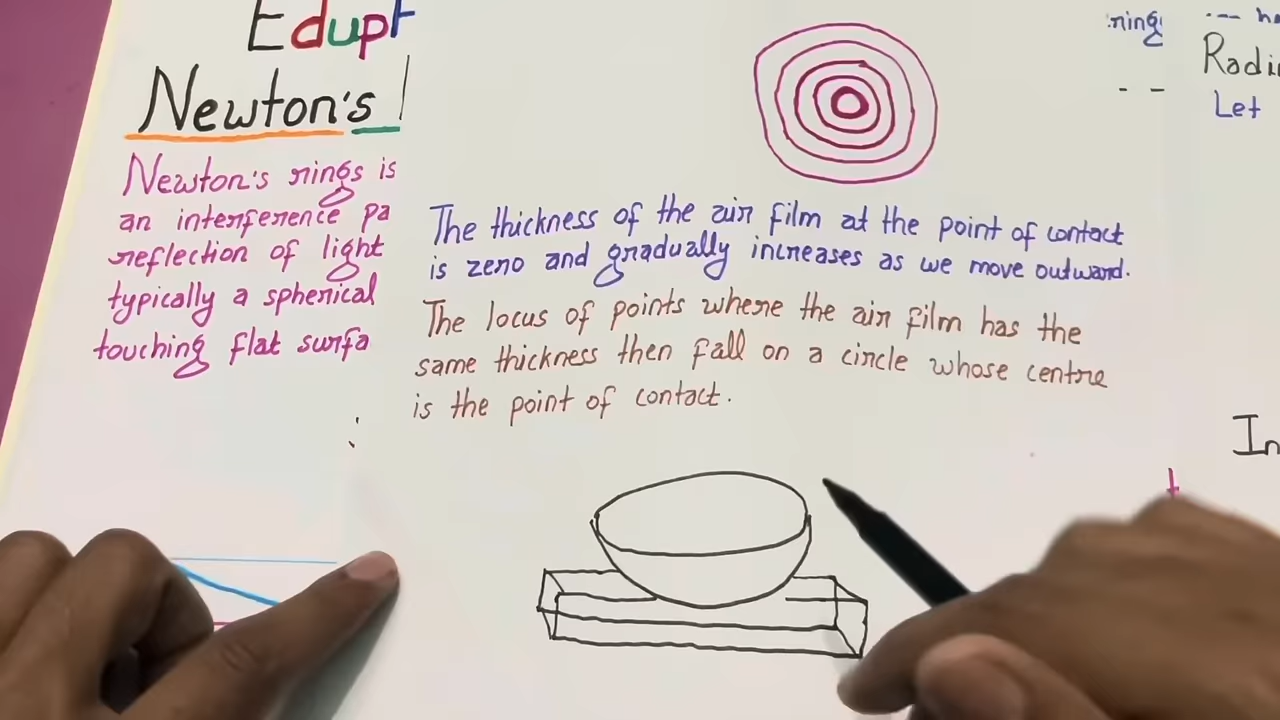 Edupt
Newton's
Newton's rings is
an interference pa
reflection of light
typically a spherical
touching flat surfa
The thickness of the air film at the point of contact
is zero and gradually increases as we move outward.
The locus of points where the air film has the
same thickness then fall on a circle whose centre
is the point of contact.
ring
Radi
Let
In